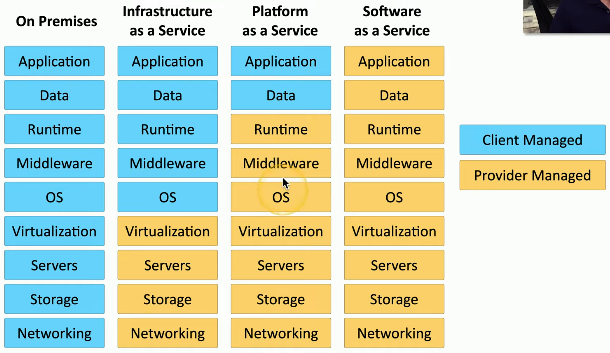 On Premises
Infrastructure
as a Service
Platform
as a Service
Software
as a Service
Application Application Application Application
Data Data Data Data
Runtime Runtime Runtime Runtime
Middleware Middleware Middleware Middleware
OS OS OS OS
Virtualization Virtualization Virtualization Virtualization
Servers Servers Servers Servers
Storage Storage Storage Storage
Networking Networking Networking Networking
Client Managed
Provider Managed